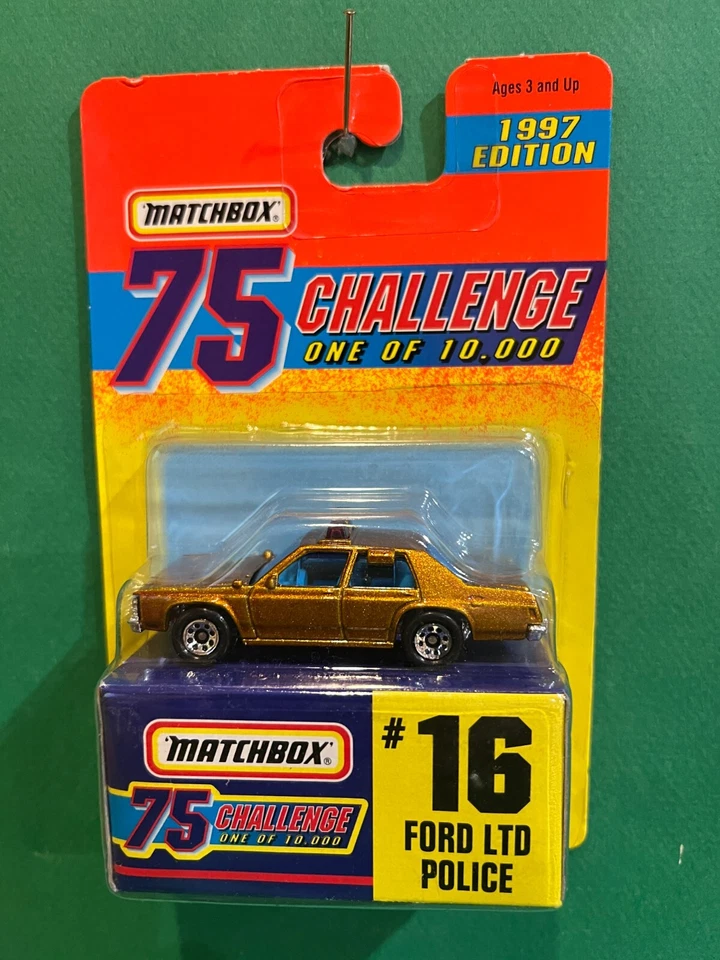 Ages 3 and Up
1997
EDITION
"MATCHBOX"®
75 CHALLENGE
ONE OF 10.000
"MATCHBOX"®
75 CHALLENGE
ONE OF 10.000
#16
FORD LTD
POLICE